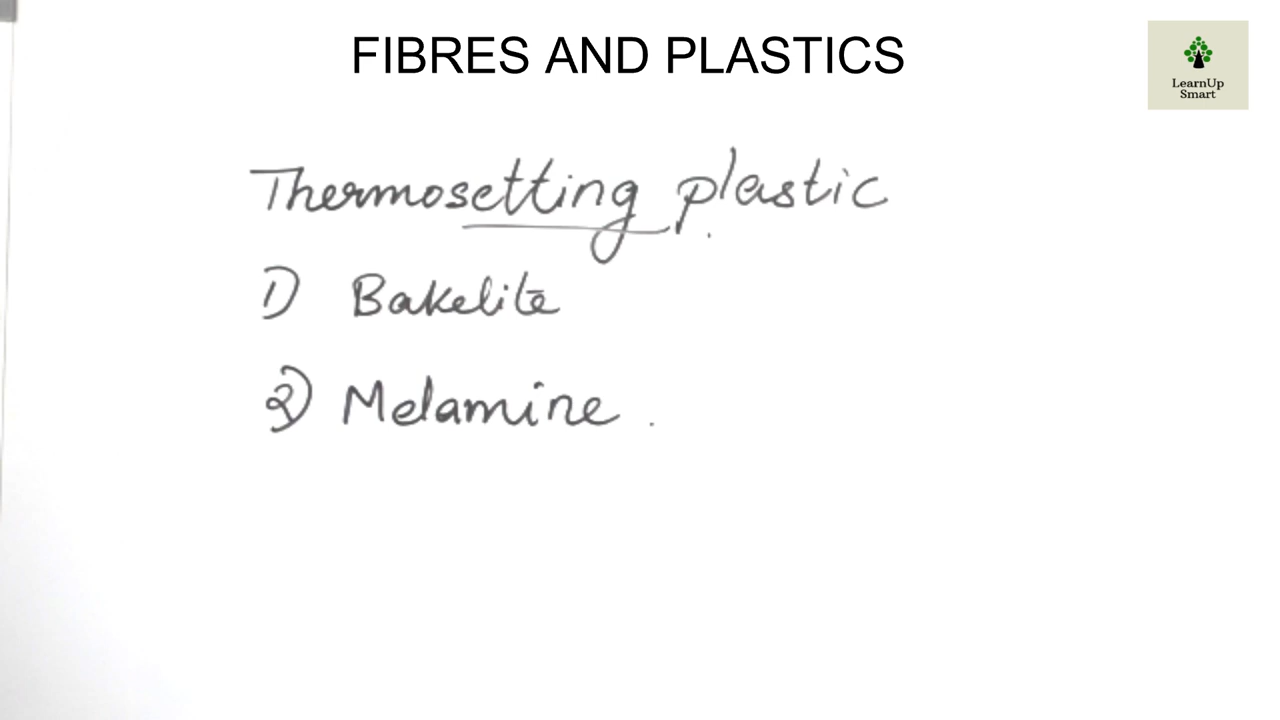 FIBRES AND PLASTICS
LearnUp
Smart
Thermosetting plastic
1) Bakelite
2) Melamine.